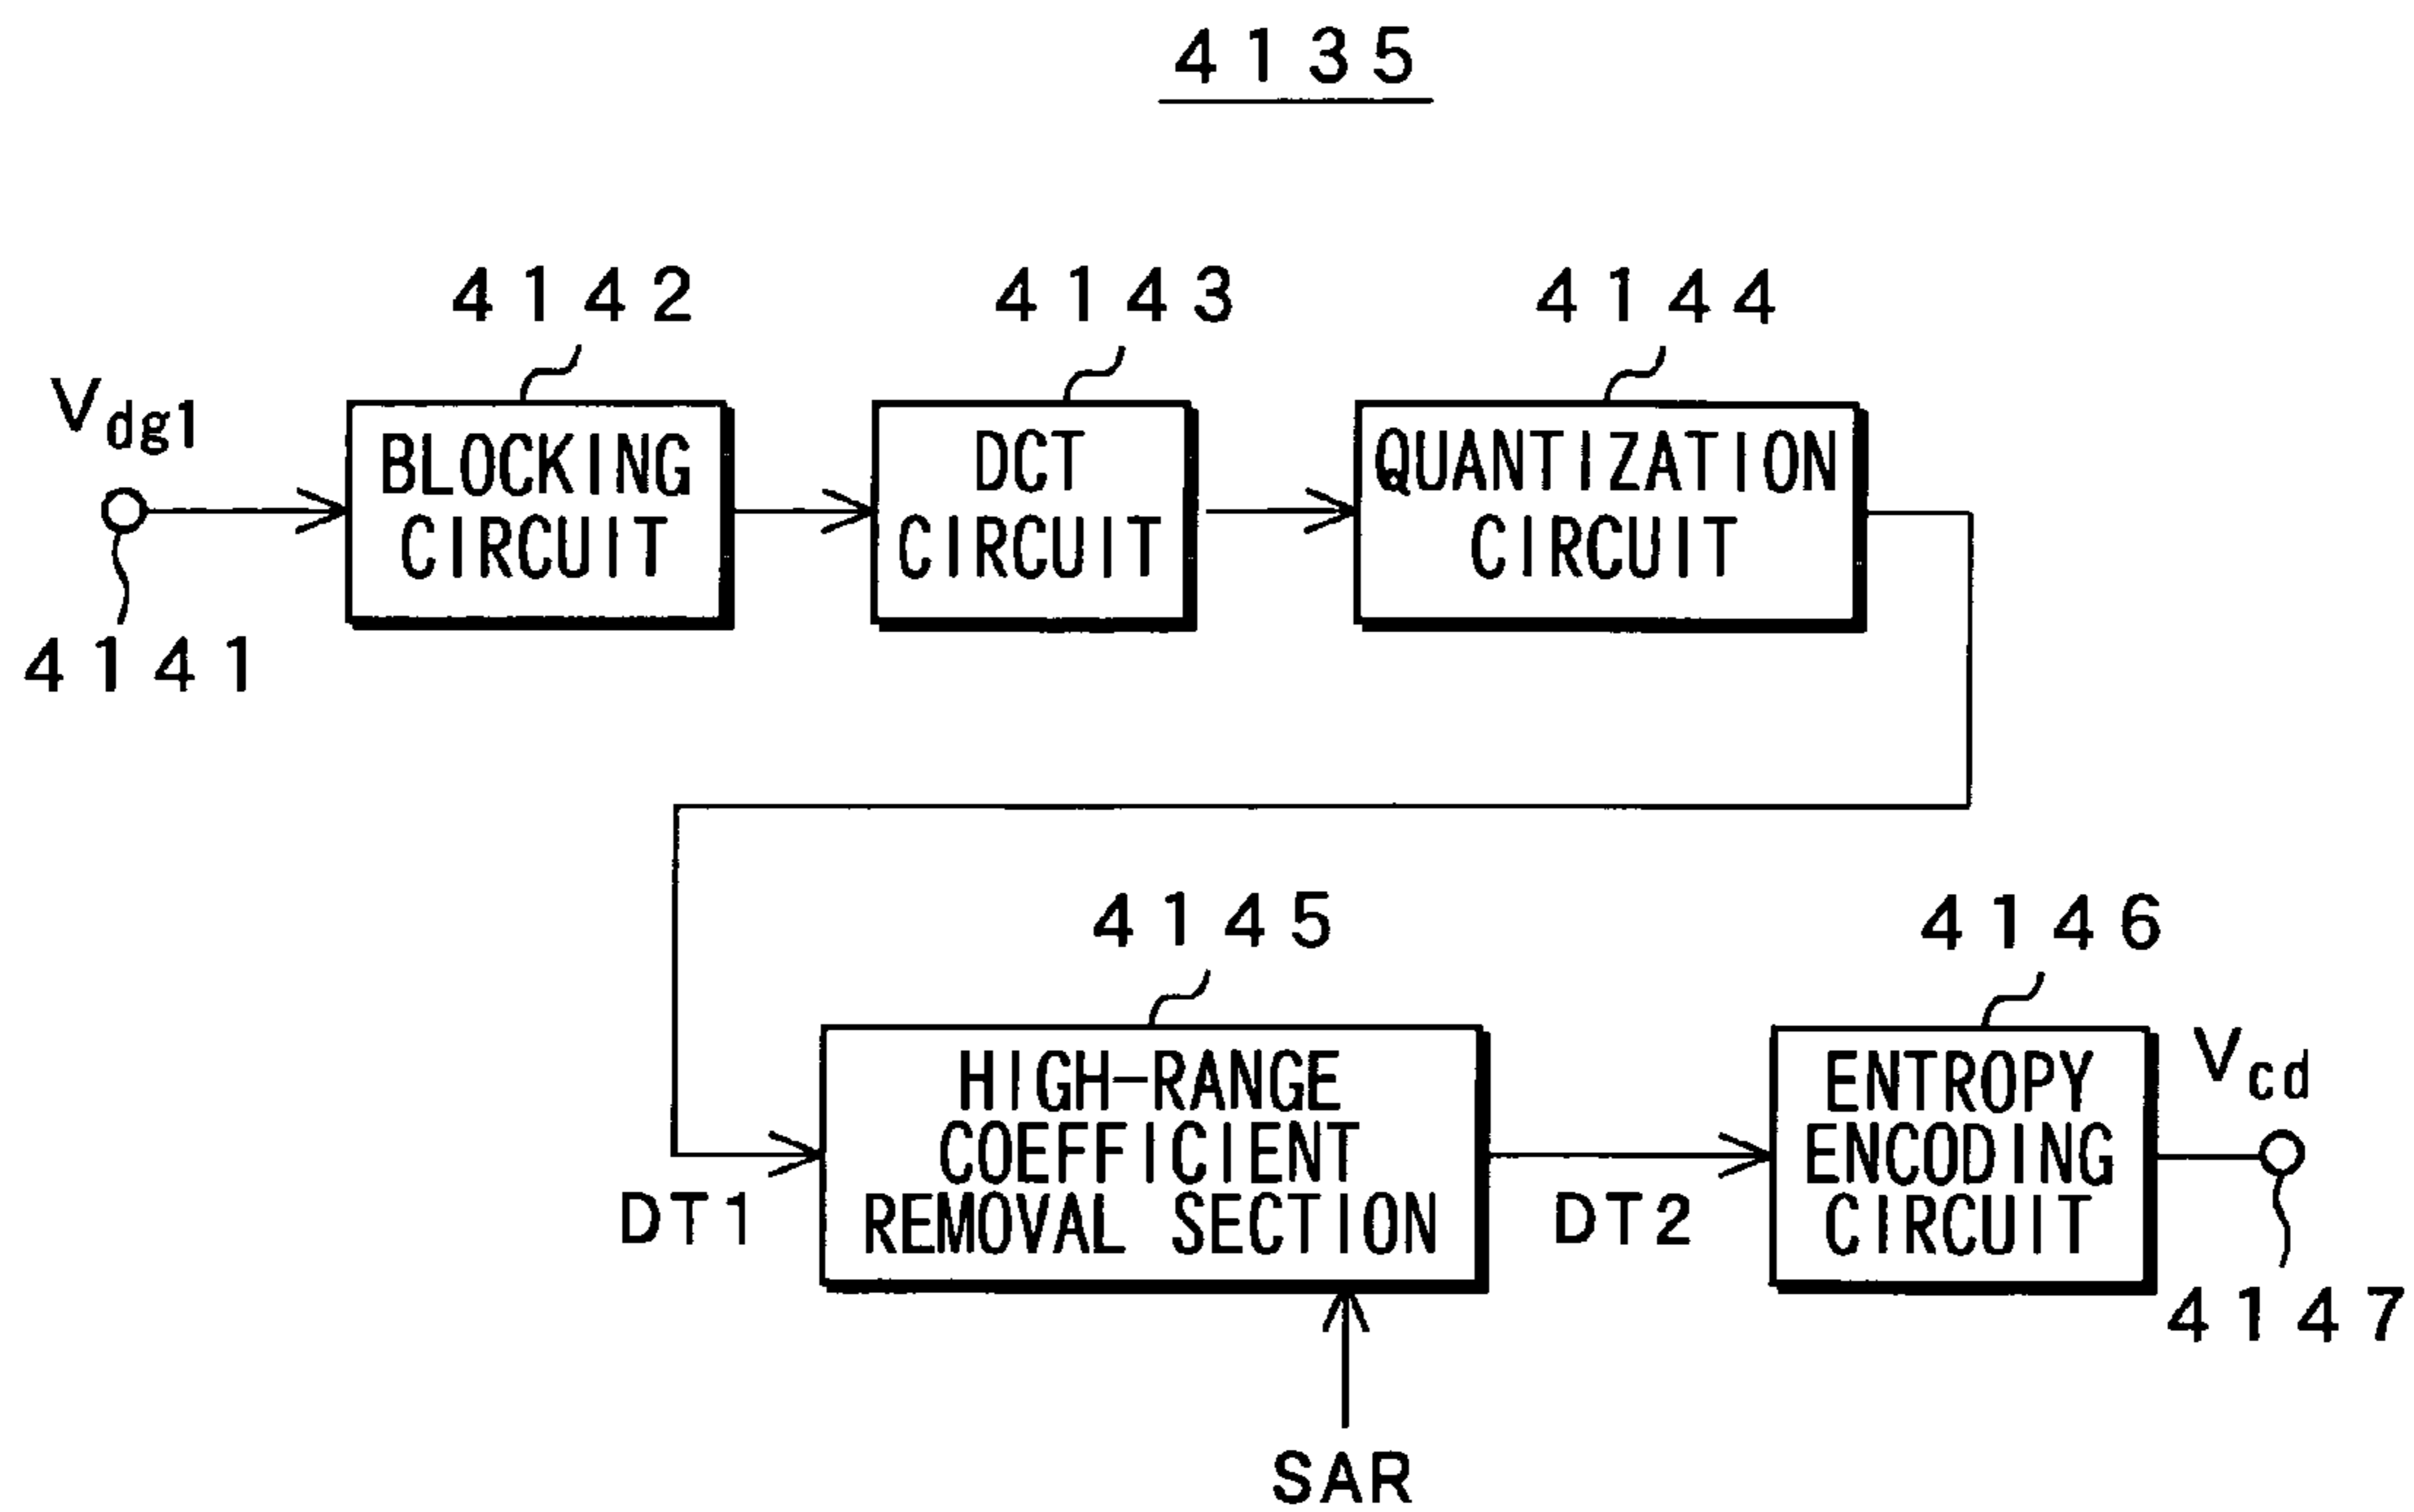 4135
4142
4143
4144
Vdg1
BLOCKING
CIRCUIT
DCT
CIRCUIT
QUANTIZATION
CIRCUIT
4141
4145
4146
HIGH-RANGE
COEFFICIENT
REMOVAL SECTION
ENTROPY
ENCODING
CIRCUIT
Vcd
DT1
DT2
4147
SAR